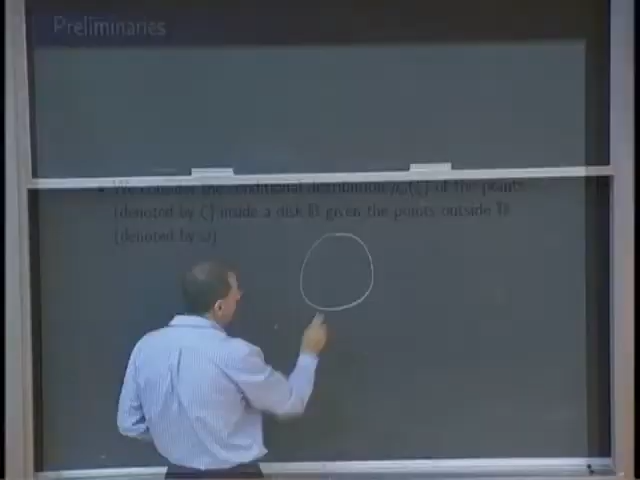 Preliminaries
We consider the conditional distribution of the points
(denoted by ζ) inside a disk 𝔻 given the points outside 𝔻
(denoted by ω)